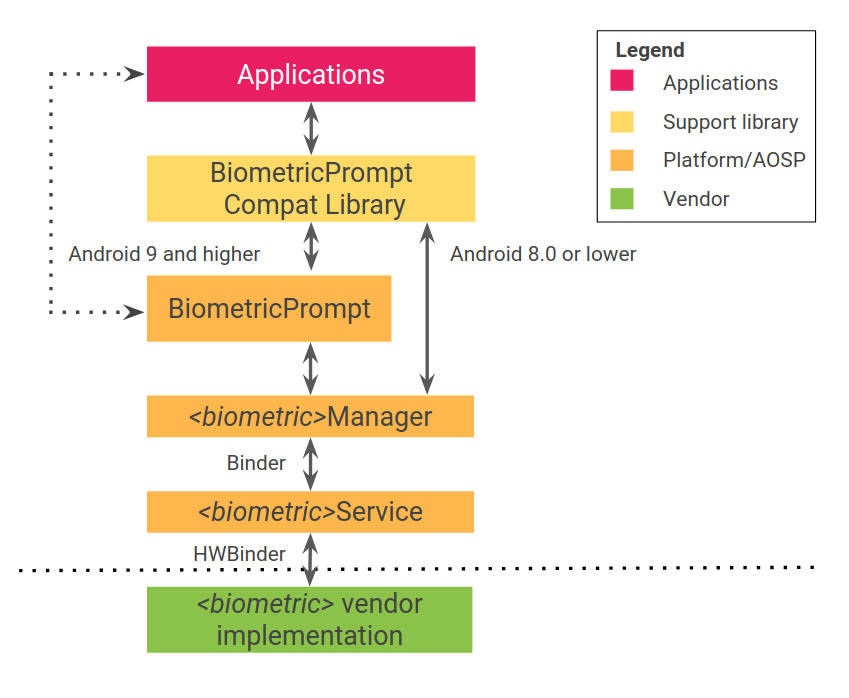 Applications
BiometricPrompt
Compat Library
Android 9 and higher
Android 8.0 or lower
BiometricPrompt
<biometric>Manager
Binder
<biometric>Service
HWBinder
<biometric> vendor
implementation
Legend
Applications
Support library
Platform/AOSP
Vendor